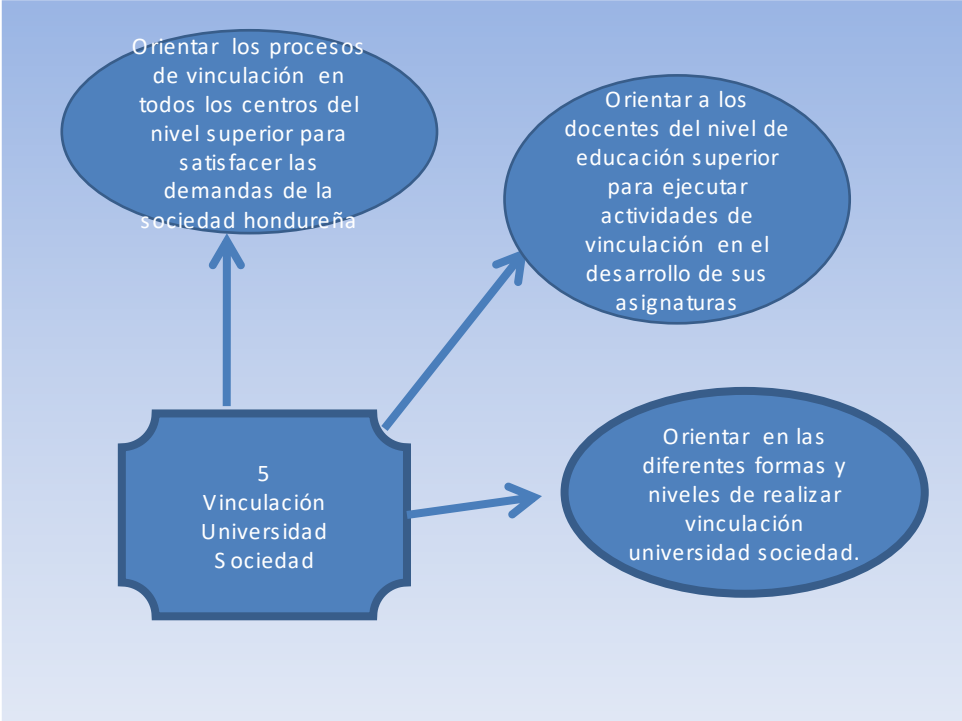 Orientar los procesos
de vinculación en
todos los centros del
nivel superior para
satisfacer las
demandas de la
sociedad hondureña
Orientar a los
docentes del nivel de
educación superior
para ejecutar
actividades de
vinculación en el
desarrollo de sus
asignaturas
5
Vinculación
Universidad
Sociedad
Orientar en las
diferentes formas y
niveles de realizar
vinculación
universidad sociedad.